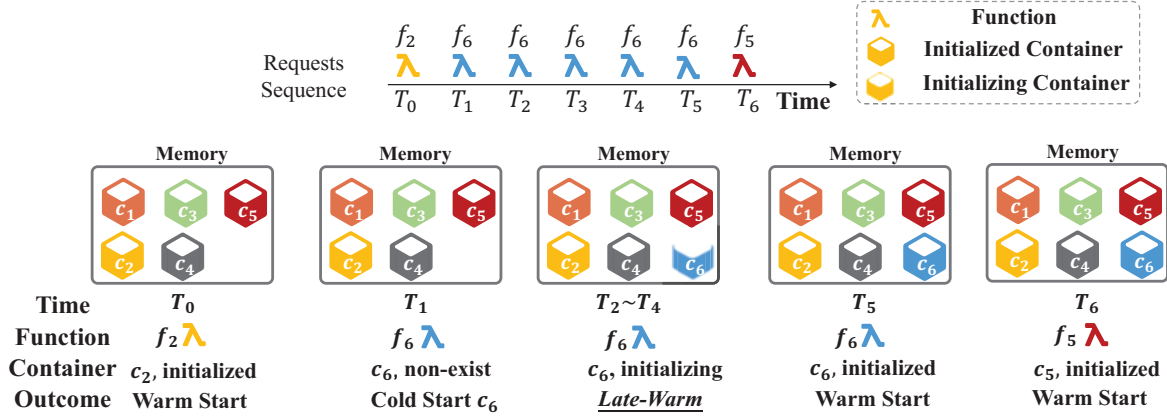 f₂ f₆ f₆ f₆ f₆ f₆ f₅
λ λ λ λ λ λ λ
Requests
Sequence
T₀ T₁ T₂ T₃ T₄ T₅ T₆ Time
λ Function
Initialized Container
Initializing Container
Memory Memory Memory Memory Memory
c₁ c₃ c₅ c₁ c₃ c₅ c₁ c₃ c₅ c₁ c₃ c₅ c₁ c₃ c₅
c₂ c₄ c₂ c₄ c₂ c₄ c₆ c₂ c₄ c₆ c₂ c₄ c₆
Time T₀ T₁ T₂~T₄ T₅ T₆
Function f₂ λ f₆ λ f₆ λ f₆ λ f₅ λ
Container c₂, initialized c₆, non-exist c₆, initializing c₆, initialized c₅, initialized
Outcome Warm Start Cold Start c₆ Late-Warm Warm Start Warm Start